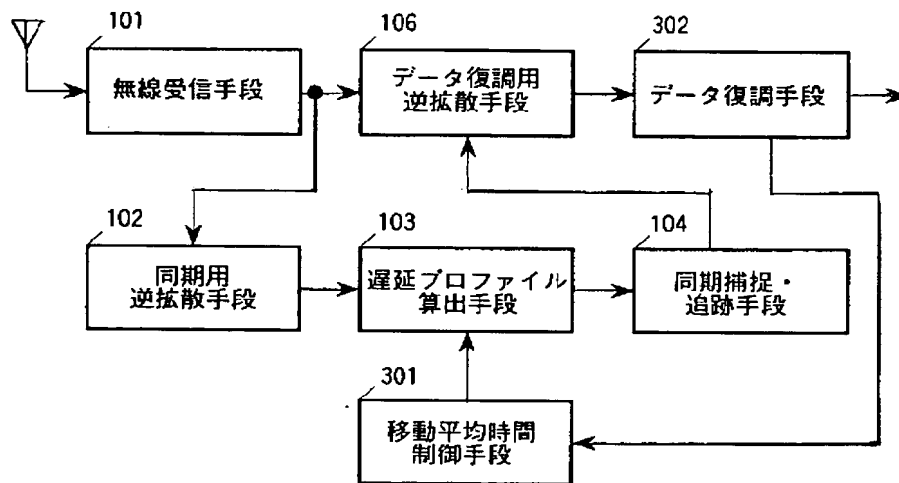 101
無線受信手段
106
データ復調用
逆拡散手段
302
データ復調手段
102
同期用
逆拡散手段
103
遅延プロファイル
算出手段
104
同期捕捉・
追跡手段
301
移動平均時間
制御手段